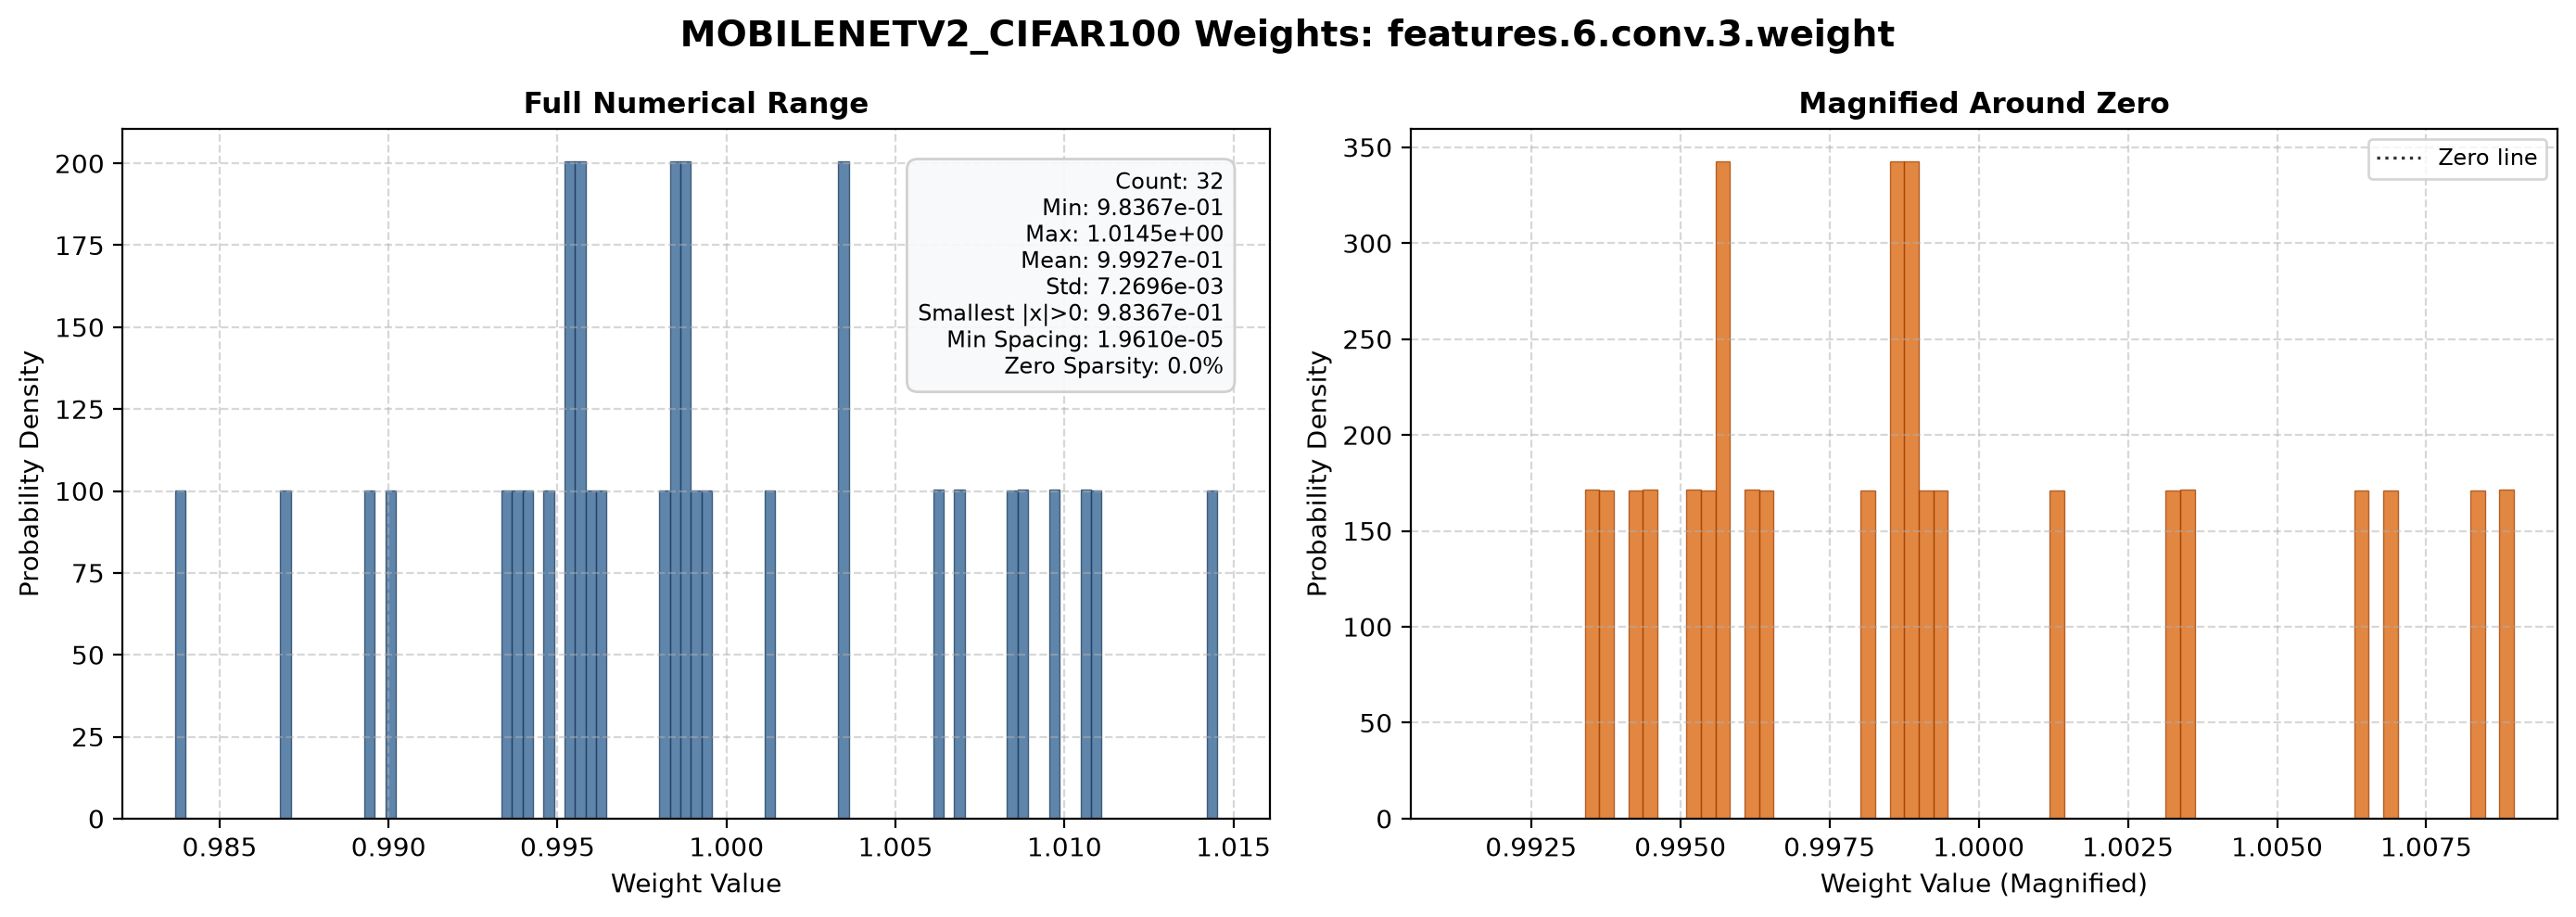 MOBILENETV2_CIFAR100 Weights: features.6.conv.3.weight
Full Numerical Range
Probability Density
200
175
150
125
100
75
50
25
0
Count: 32
Min: 9.8367e-01
Max: 1.0145e+00
Mean: 9.9927e-01
Std: 7.2696e-03
Smallest |x|>0: 9.8367e-01
Min Spacing: 1.9610e-05
Zero Sparsity: 0.0%
0.985 0.990 0.995 1.000 1.005 1.010 1.015
Weight Value
Magnified Around Zero
Probability Density
350
300
250
200
150
100
50
0
Zero line
0.9925 0.9950 0.9975 1.0000 1.0025 1.0050 1.0075
Weight Value (Magnified)